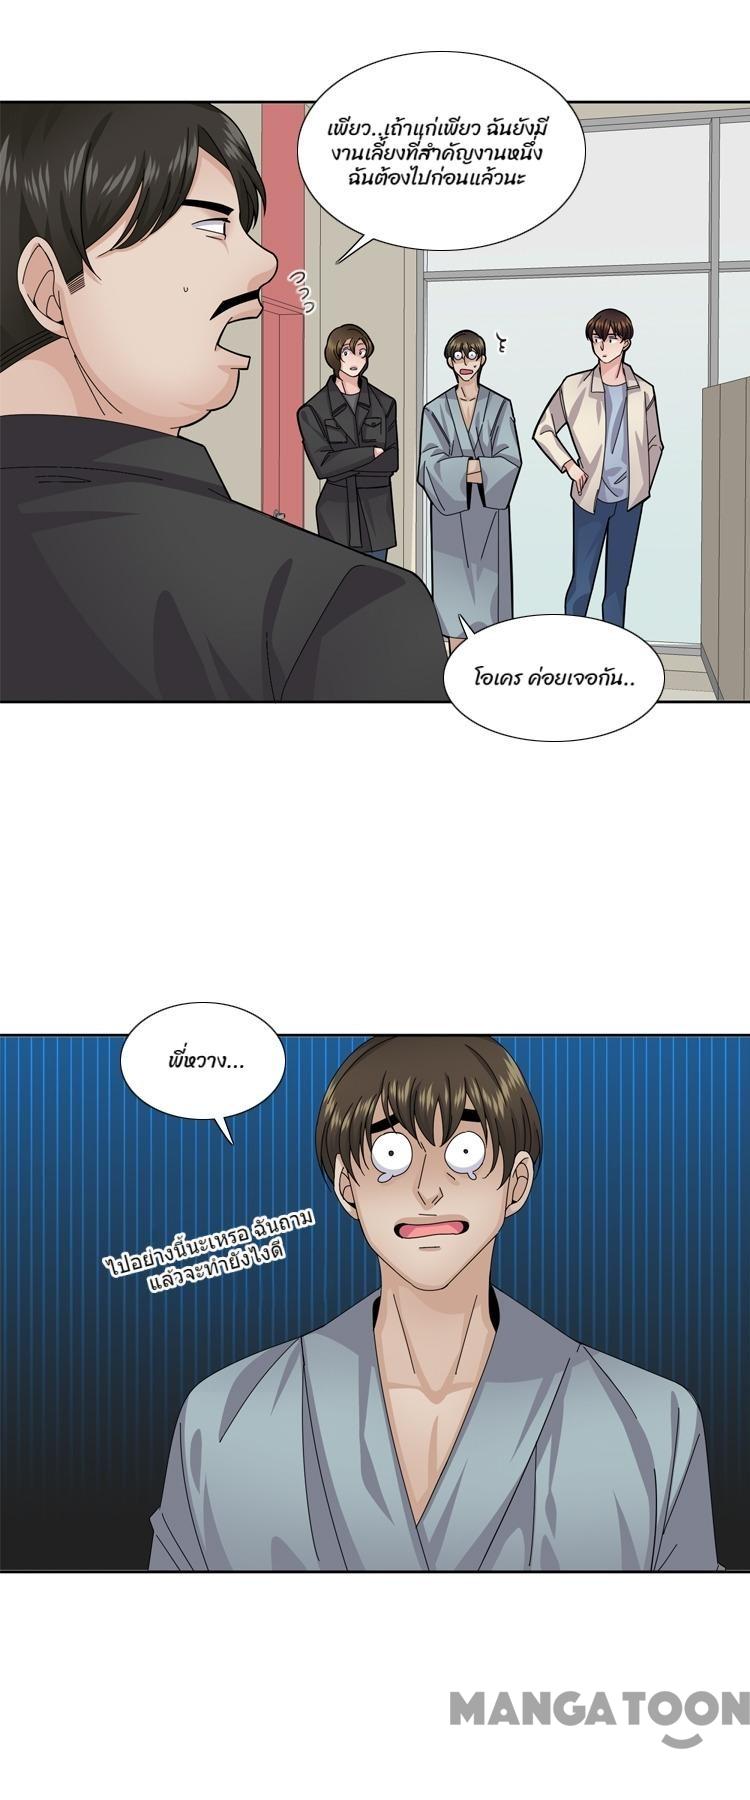 เพียว..เถ้าแก่เพียว ฉันยังมี
งานเลี้ยงที่สำคัญงานหนึ่ง
ฉันต้องไปก่อนแล้วนะ
โอเคร ค่อยเจอกัน..
พี่หวาง...
ไปอย่างนี้นะเหรอ ฉันถาม
แล้วจะทำยังไงดี
MANGATOON